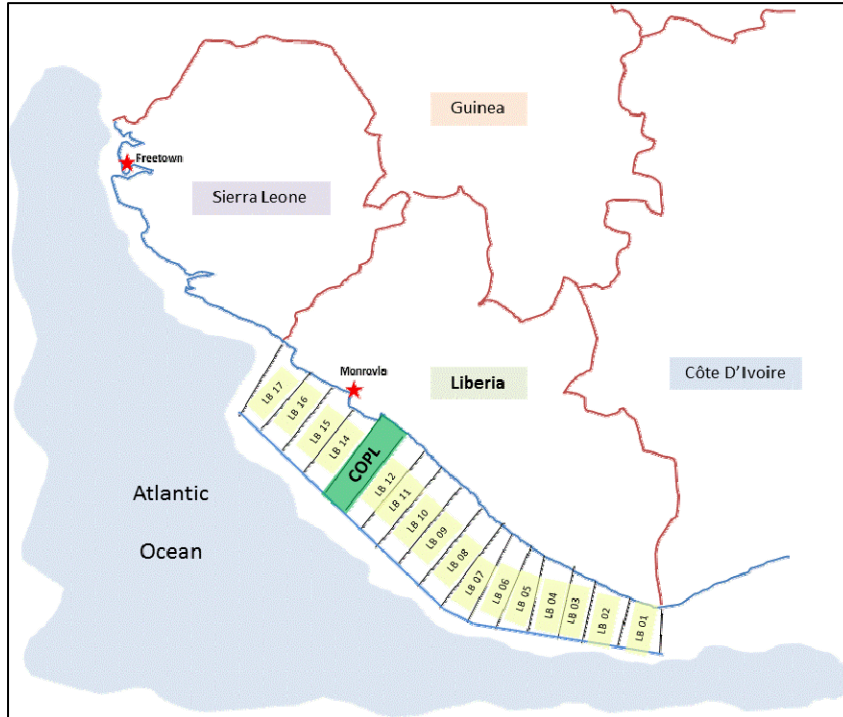 Guinea
Freetown
Sierra Leone
Monrovia
Liberia
Côte D'Ivoire
LB 17
LB 16
LB 15
LB 14
COPL
LB 12
LB 11
LB 10
LB 09
LB 08
LB 07
LB 06
LB 05
LB 04
LB 03
LB 02
LB 01
Atlantic
Ocean